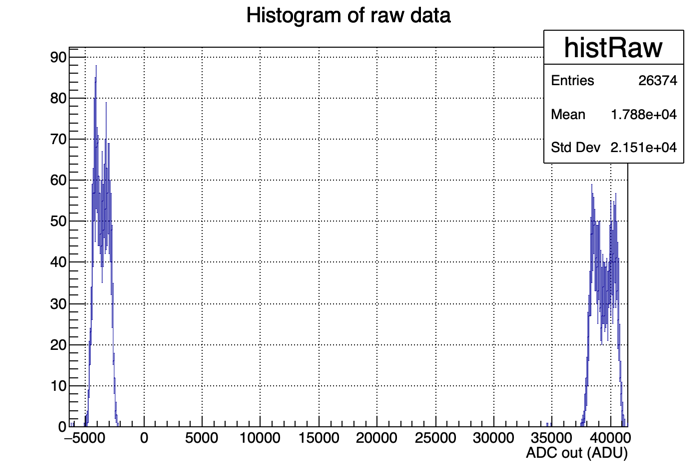 Histogram of raw data
histRaw
Entries 26374
Mean 1.788e+04
Std Dev 2.151e+04
90
80
70
60
50
40
30
20
10
0
−5000 0 5000 10000 15000 20000 25000 30000 35000 40000
ADC out (ADU)